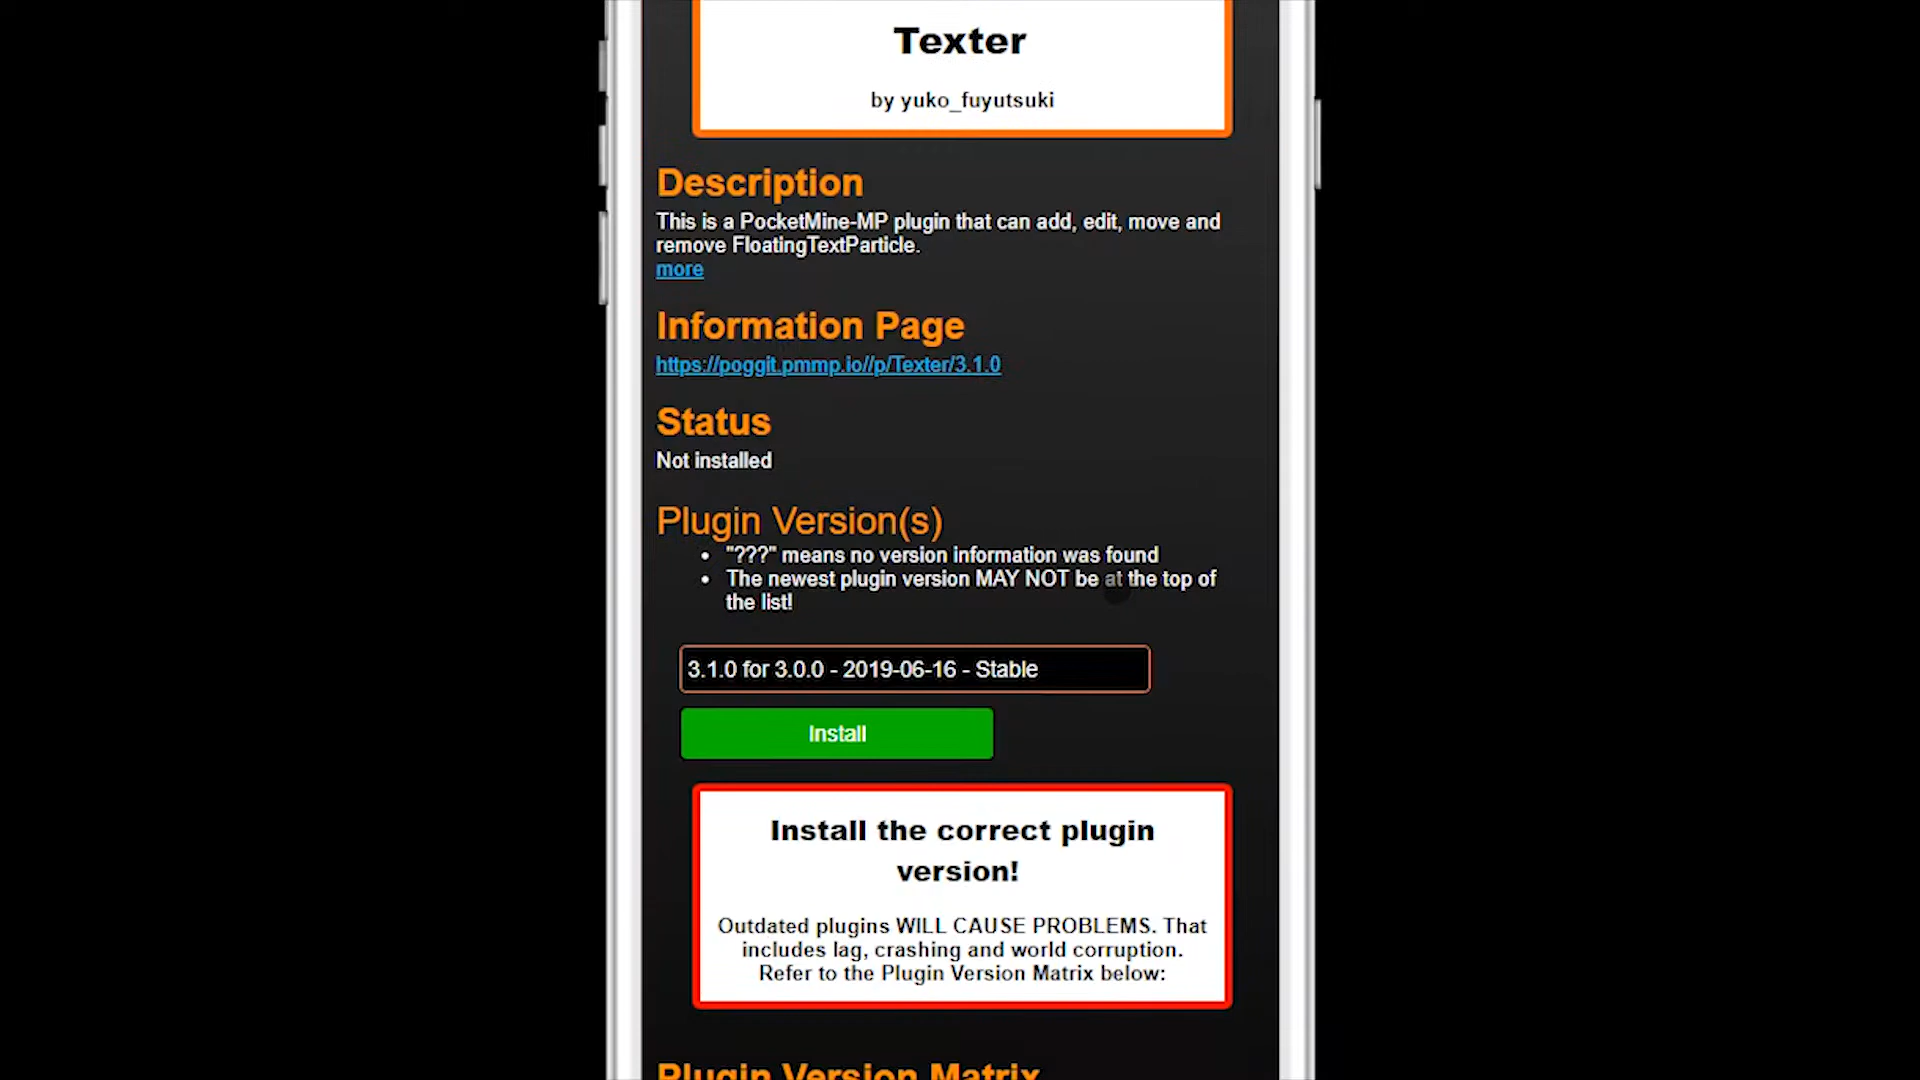 Texter
by yuko_fuyutsuki
Description
This is a PocketMine-MP plugin that can add, edit, move and
remove FloatingTextParticle.
more
Information Page
https://poggit.pmmp.io//p/Texter/3.1.0
Status
Not installed
Plugin Version(s)
• "???" means no version information was found
• The newest plugin version MAY NOT be at the top of
the list!
3.1.0 for 3.0.0 - 2019-06-16 - Stable
Install
Install the correct plugin
version!
Outdated plugins WILL CAUSE PROBLEMS. That
includes lag, crashing and world corruption.
Refer to the Plugin Version Matrix below:
Plugin Version Matrix